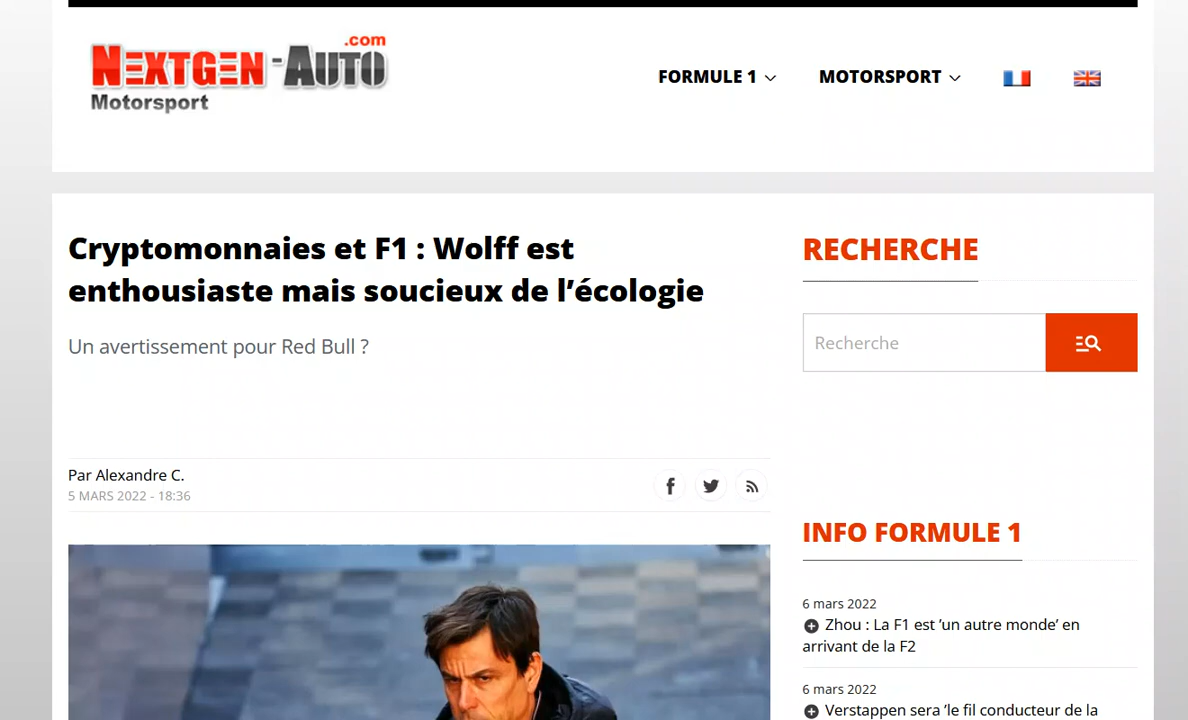 NEXTGEN-AUTO
.com
Motorsport
FORMULE 1
MOTORSPORT
Cryptomonnaies et F1 : Wolff est
enthousiaste mais soucieux de l’écologie
Un avertissement pour Red Bull ?
Par Alexandre C.
5 MARS 2022 - 18:36
RECHERCHE
Recherche
INFO FORMULE 1
6 mars 2022
Zhou : La F1 est ’un autre monde’ en
arrivant de la F2
6 mars 2022
Verstappen sera ’le fil conducteur de la